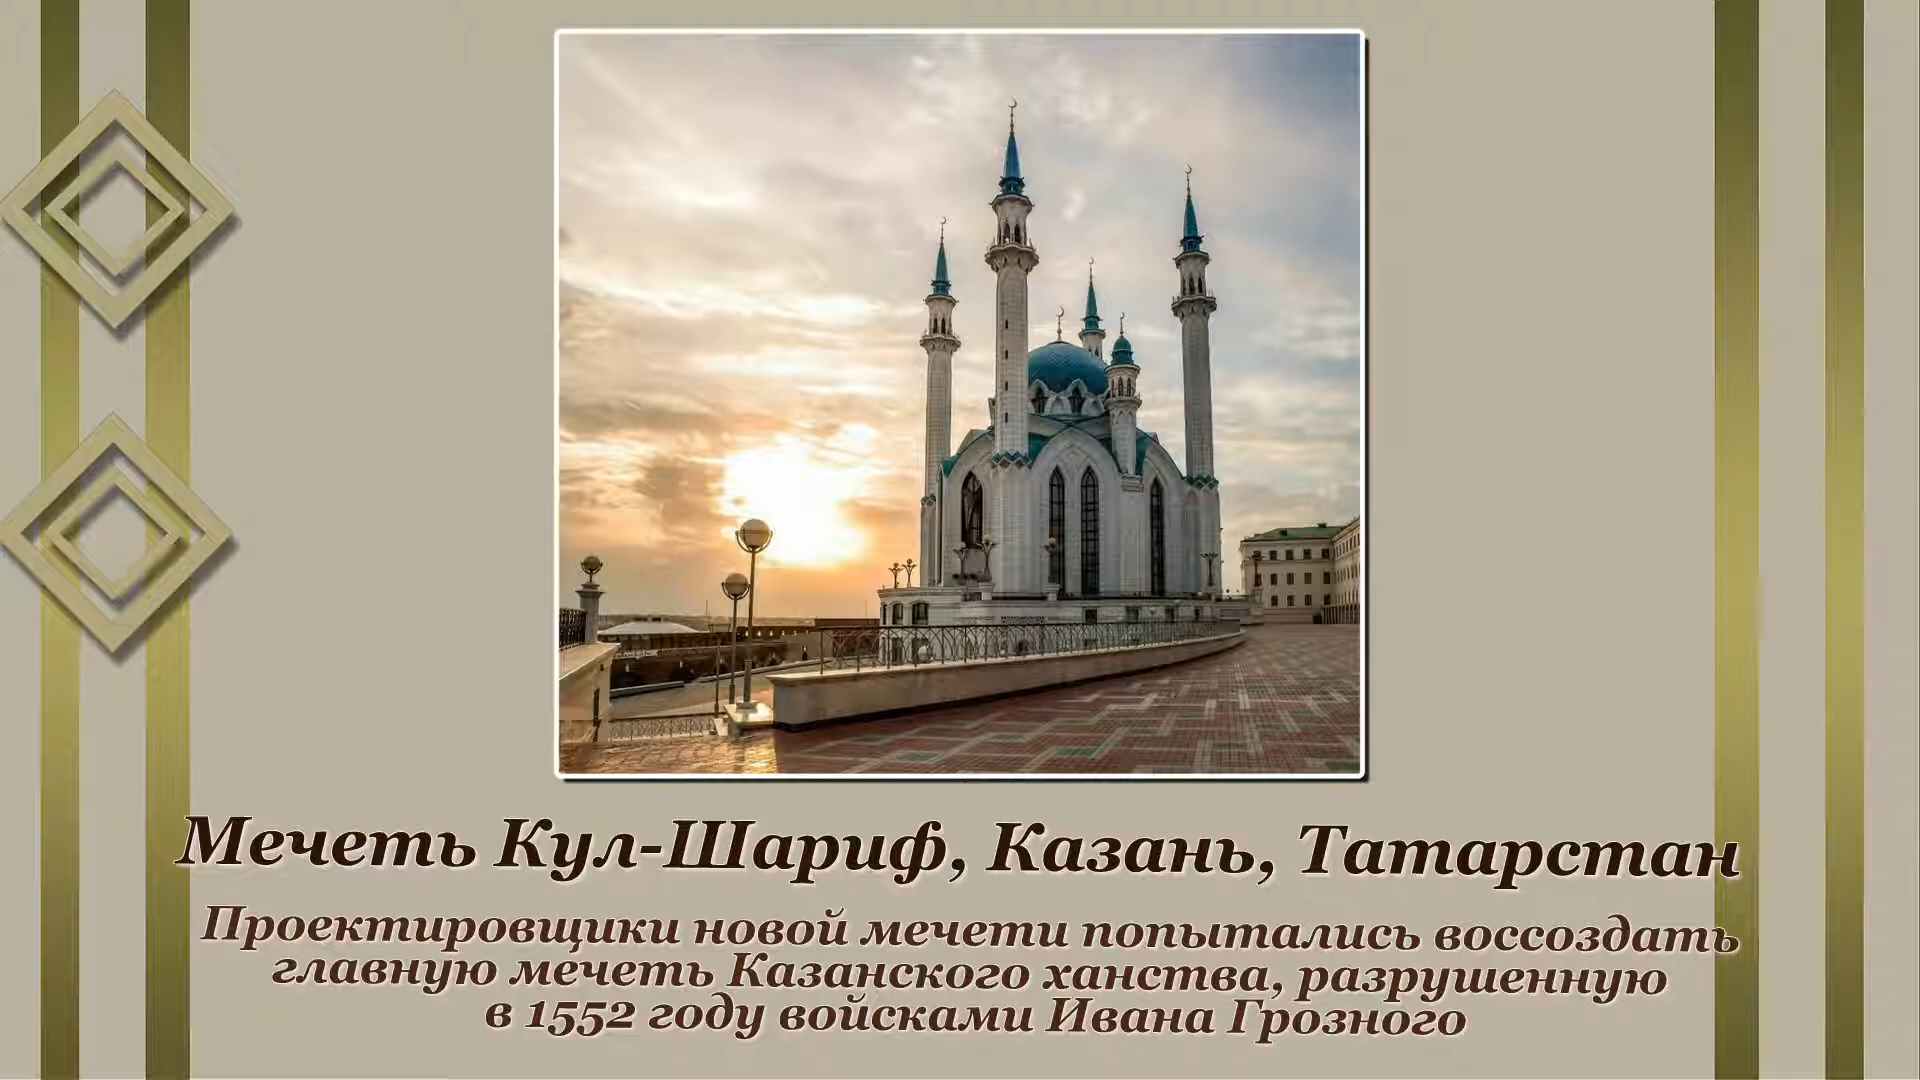 Мечеть Кул-Шариф, Казань, Татарстан
Проектировщики новой мечети попытались воссоздать
главную мечеть Казанского ханства, разрушенную
в 1552 году войсками Ивана Грозного